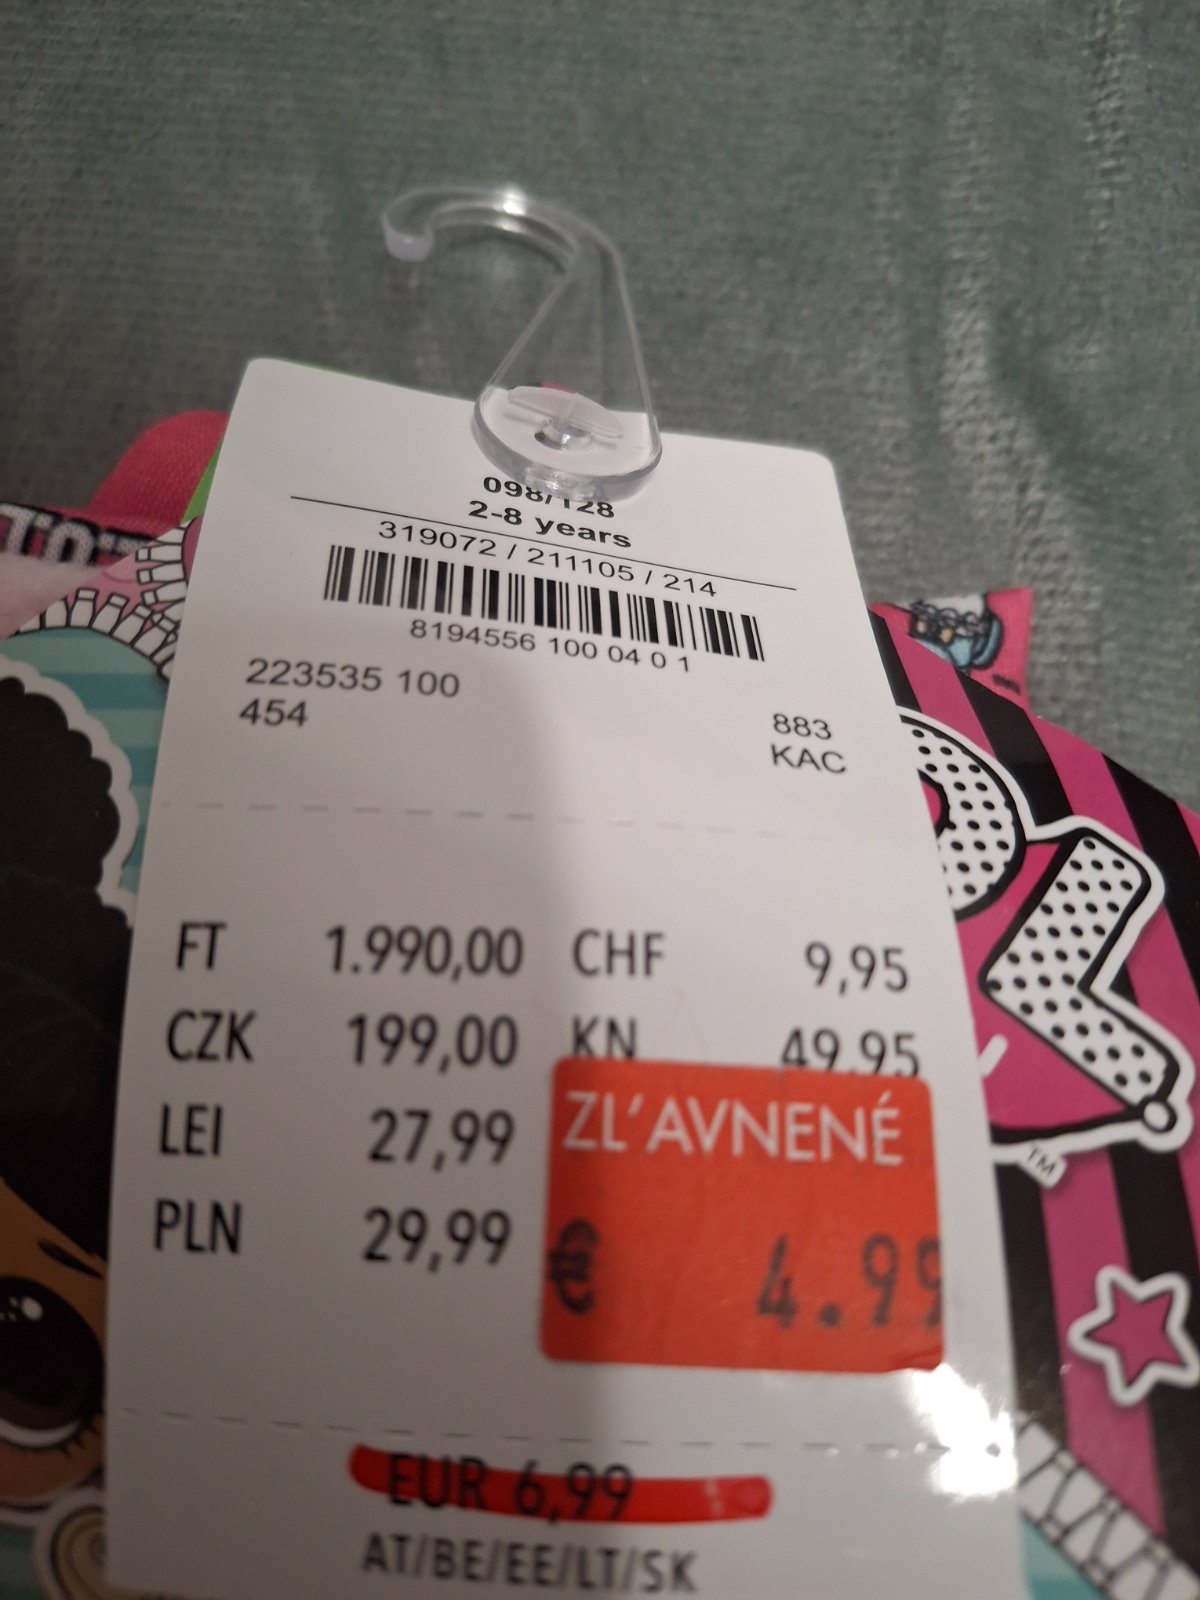 098/128
2-8 years
319072 / 211105 / 214
8194556 100 04 0 1
223535 100
454
883
KAC
FT 1.990,00 CHF 9,95
CZK 199,00 KN 49,95
LEI 27,99
PLN 29,99
ZL'AVNENÉ
€ 4.99
EUR 6,99
AT/BE/EE/LT/SK
TM